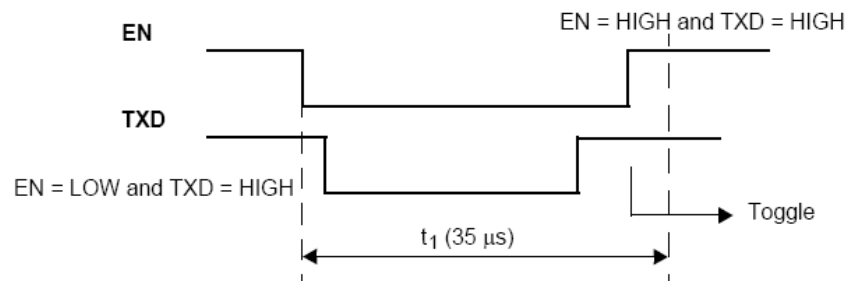 EN = HIGH and TXD = HIGH
EN
TXD
EN = LOW and TXD = HIGH
Toggle
t1 (35 μs)